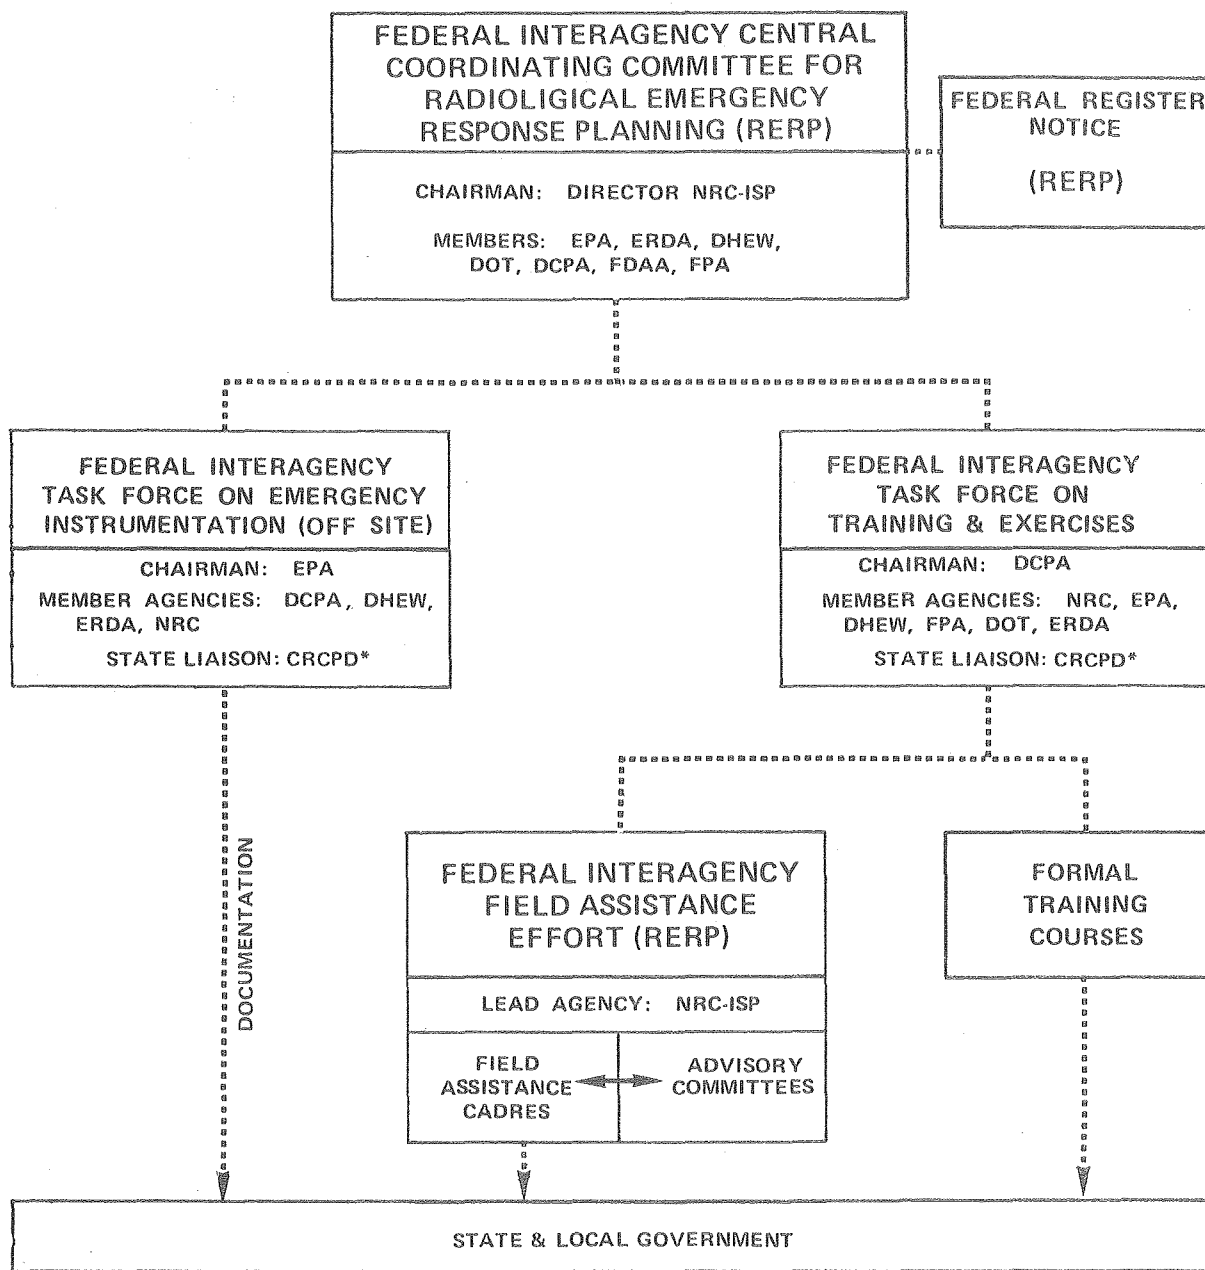 FEDERAL INTERAGENCY CENTRAL
COORDINATING COMMITTEE FOR
RADIOLIGICAL EMERGENCY
RESPONSE PLANNING (RERP)
CHAIRMAN: DIRECTOR NRC-ISP
MEMBERS: EPA, ERDA, DHEW,
DOT, DCPA, FDAA, FPA
FEDERAL REGISTER
NOTICE
(RERP)
FEDERAL INTERAGENCY
TASK FORCE ON EMERGENCY
INSTRUMENTATION (OFF SITE)
CHAIRMAN: EPA
MEMBER AGENCIES: DCPA, DHEW,
ERDA, NRC
STATE LIAISON: CRCPD*
FEDERAL INTERAGENCY
TASK FORCE ON
TRAINING & EXERCISES
CHAIRMAN: DCPA
MEMBER AGENCIES: NRC, EPA,
DHEW, FPA, DOT, ERDA
STATE LIAISON: CRCPD*
DOCUMENTATION
FEDERAL INTERAGENCY
FIELD ASSISTANCE
EFFORT (RERP)
LEAD AGENCY: NRC-ISP
FIELD
ASSISTANCE
CADRES
ADVISORY
COMMITTEES
FORMAL
TRAINING
COURSES
STATE & LOCAL GOVERNMENT